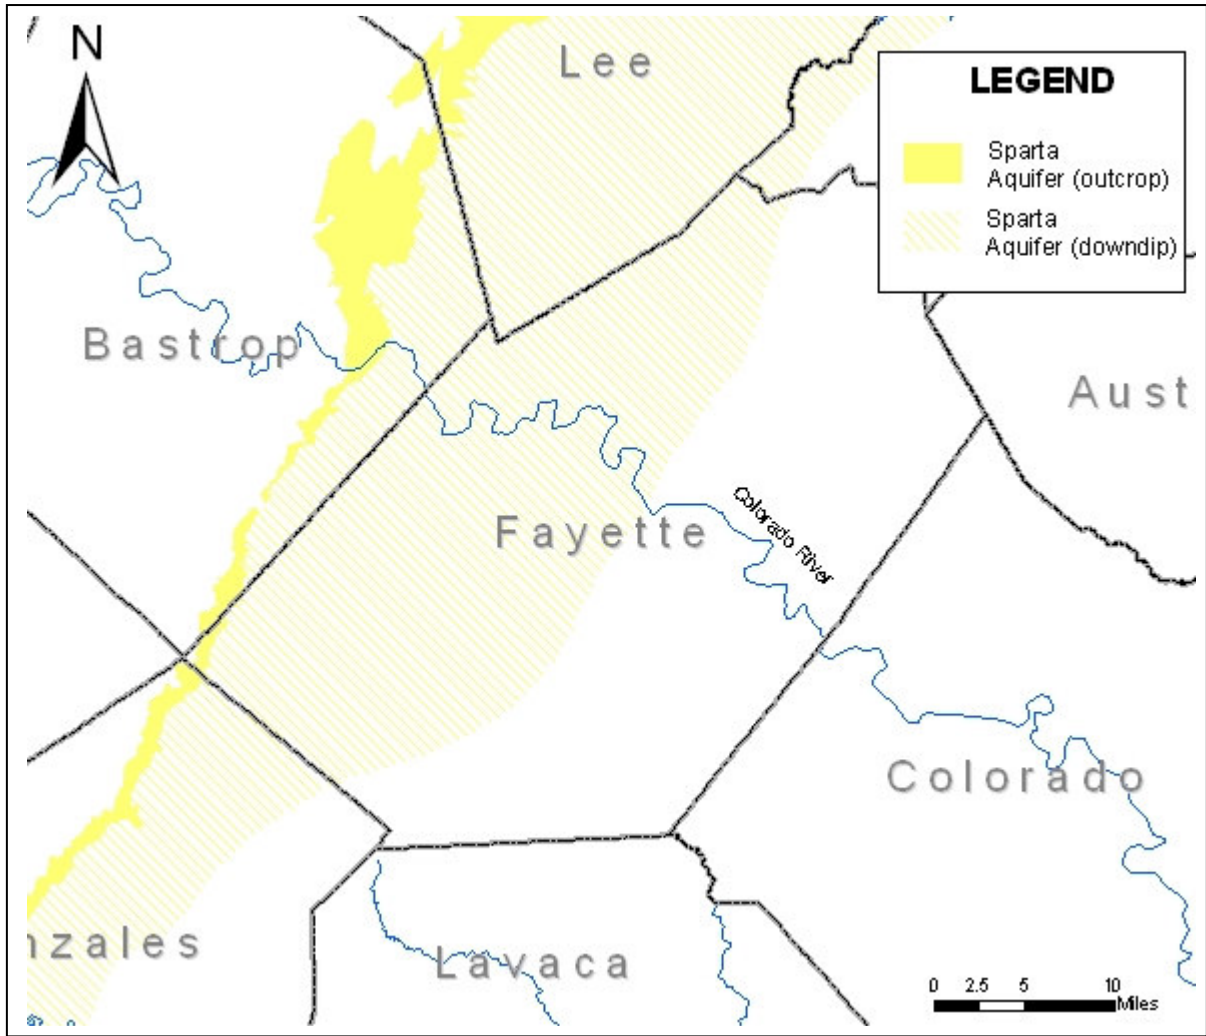 N
Lee
LEGEND
Sparta
Aquifer (outcrop)
Sparta
Aquifer (downdip)
Bastrop
Aust
Colorado River
Fayette
Colorado
nzales
Lavaca
0 2.5 5 10
Miles